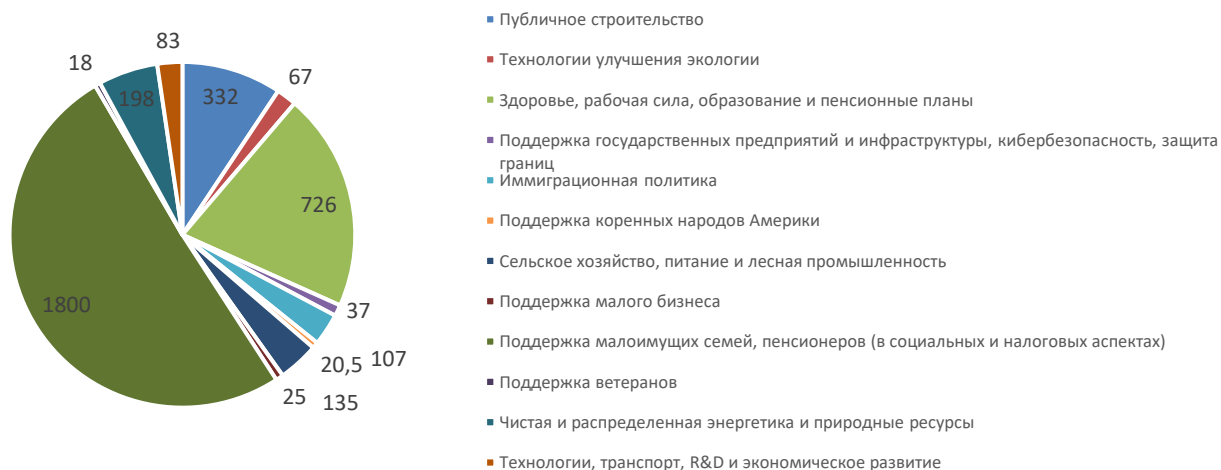 83
18
67
198
332
726
1800
37
20,5
107
25
135
Публичное строительство
Технологии улучшения экологии
Здоровье, рабочая сила, образование и пенсионные планы
Поддержка государственных предприятий и инфраструктуры, кибербезопасность, защита
границ
Иммиграционная политика
Поддержка коренных народов Америки
Сельское хозяйство, питание и лесная промышленность
Поддержка малого бизнеса
Поддержка малоимущих семей, пенсионеров (в социальных и налоговых аспектах)
Поддержка ветеранов
Чистая и распределенная энергетика и природные ресурсы
Технологии, транспорт, R&D и экономическое развитие